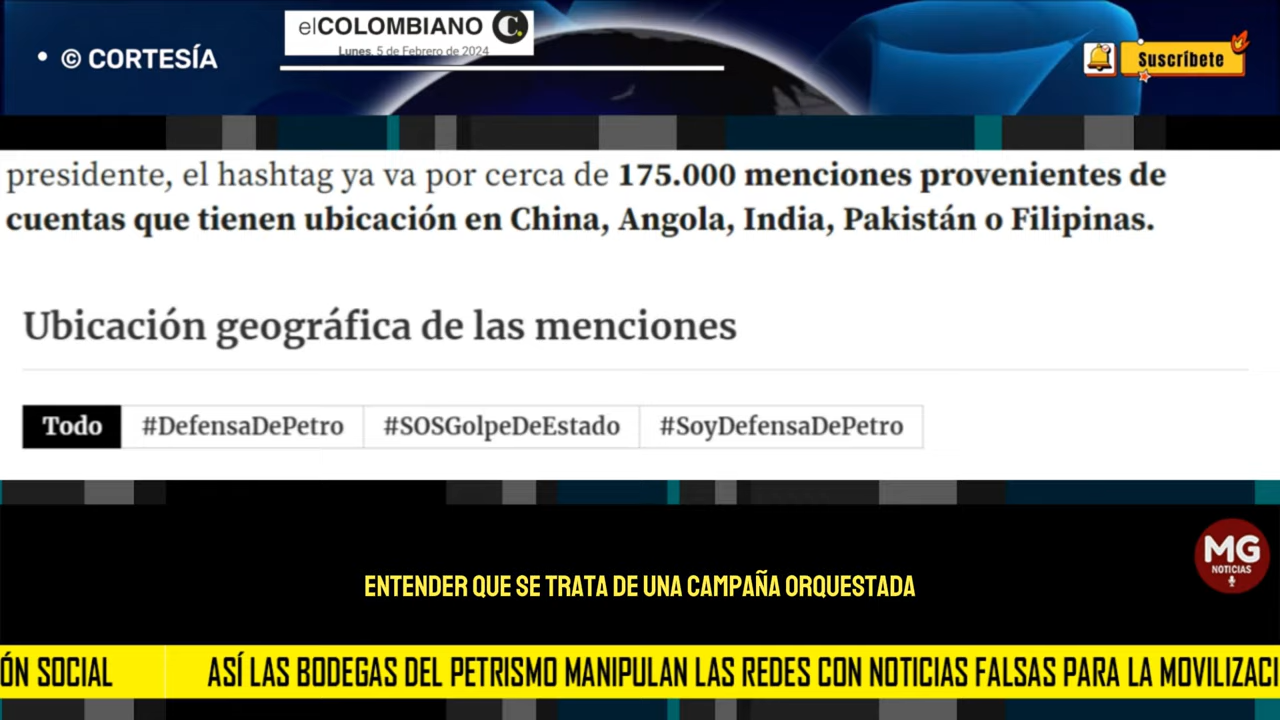 • © CORTESÍA
elCOLOMBIANO C.
Lunes, 5 de Febrero de 2024
Suscríbete
presidente, el hashtag ya va por cerca de 175.000 menciones provenientes de
cuentas que tienen ubicación en China, Angola, India, Pakistán o Filipinas.
Ubicación geográfica de las menciones
Todo #DefensaDePetro #SOSGolpeDeEstado #SoyDefensaDePetro
MG
NOTICIAS
ENTENDER QUE SE TRATA DE UNA CAMPAÑA ORQUESTADA
ÓN SOCIAL ASÍ LAS BODEGAS DEL PETRISMO MANIPULAN LAS REDES CON NOTICIAS FALSAS PARA LA MOVILIZACI